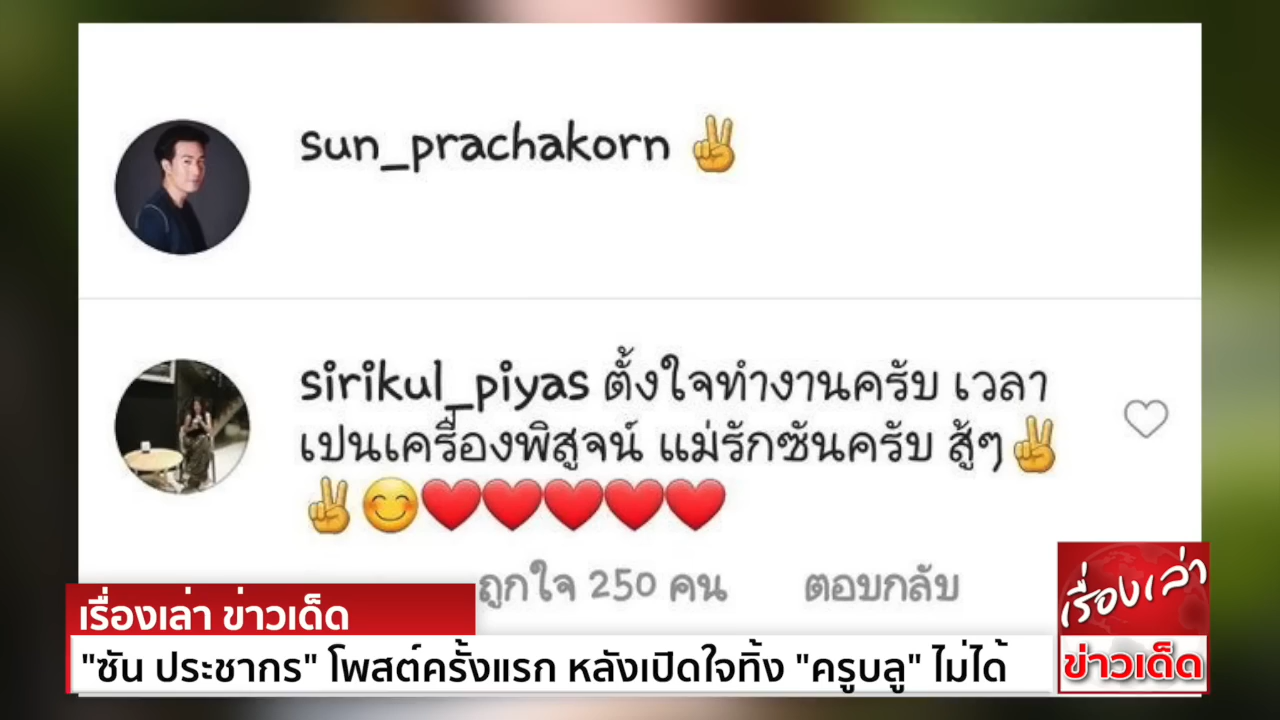 sun_prachakorn ✌
sirikul_piyas ตั้งใจทำงานครับ เวลา
เปนเครื่องพิสูจน์ แม่รักซันครับ สู้ๆ✌
✌😊❤❤❤❤❤
ถูกใจ 250 คน ตอบกลับ
เรื่องเล่า ข่าวเด็ด
"ซัน ประชากร" โพสต์ครั้งแรก หลังเปิดใจทิ้ง "ครูบลู" ไม่ได้
เรื่องเล่า
ข่าวเด็ด